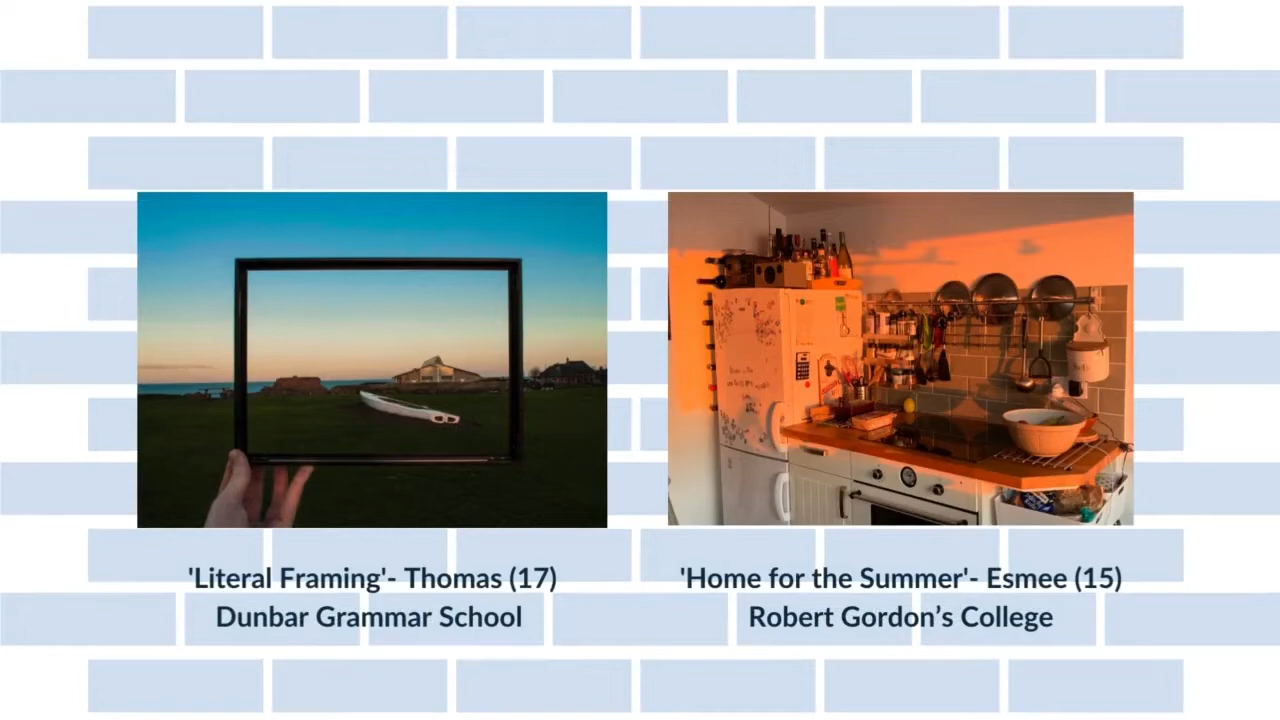 'Literal Framing'- Thomas (17)
Dunbar Grammar School
'Home for the Summer'- Esmee (15)
Robert Gordon’s College